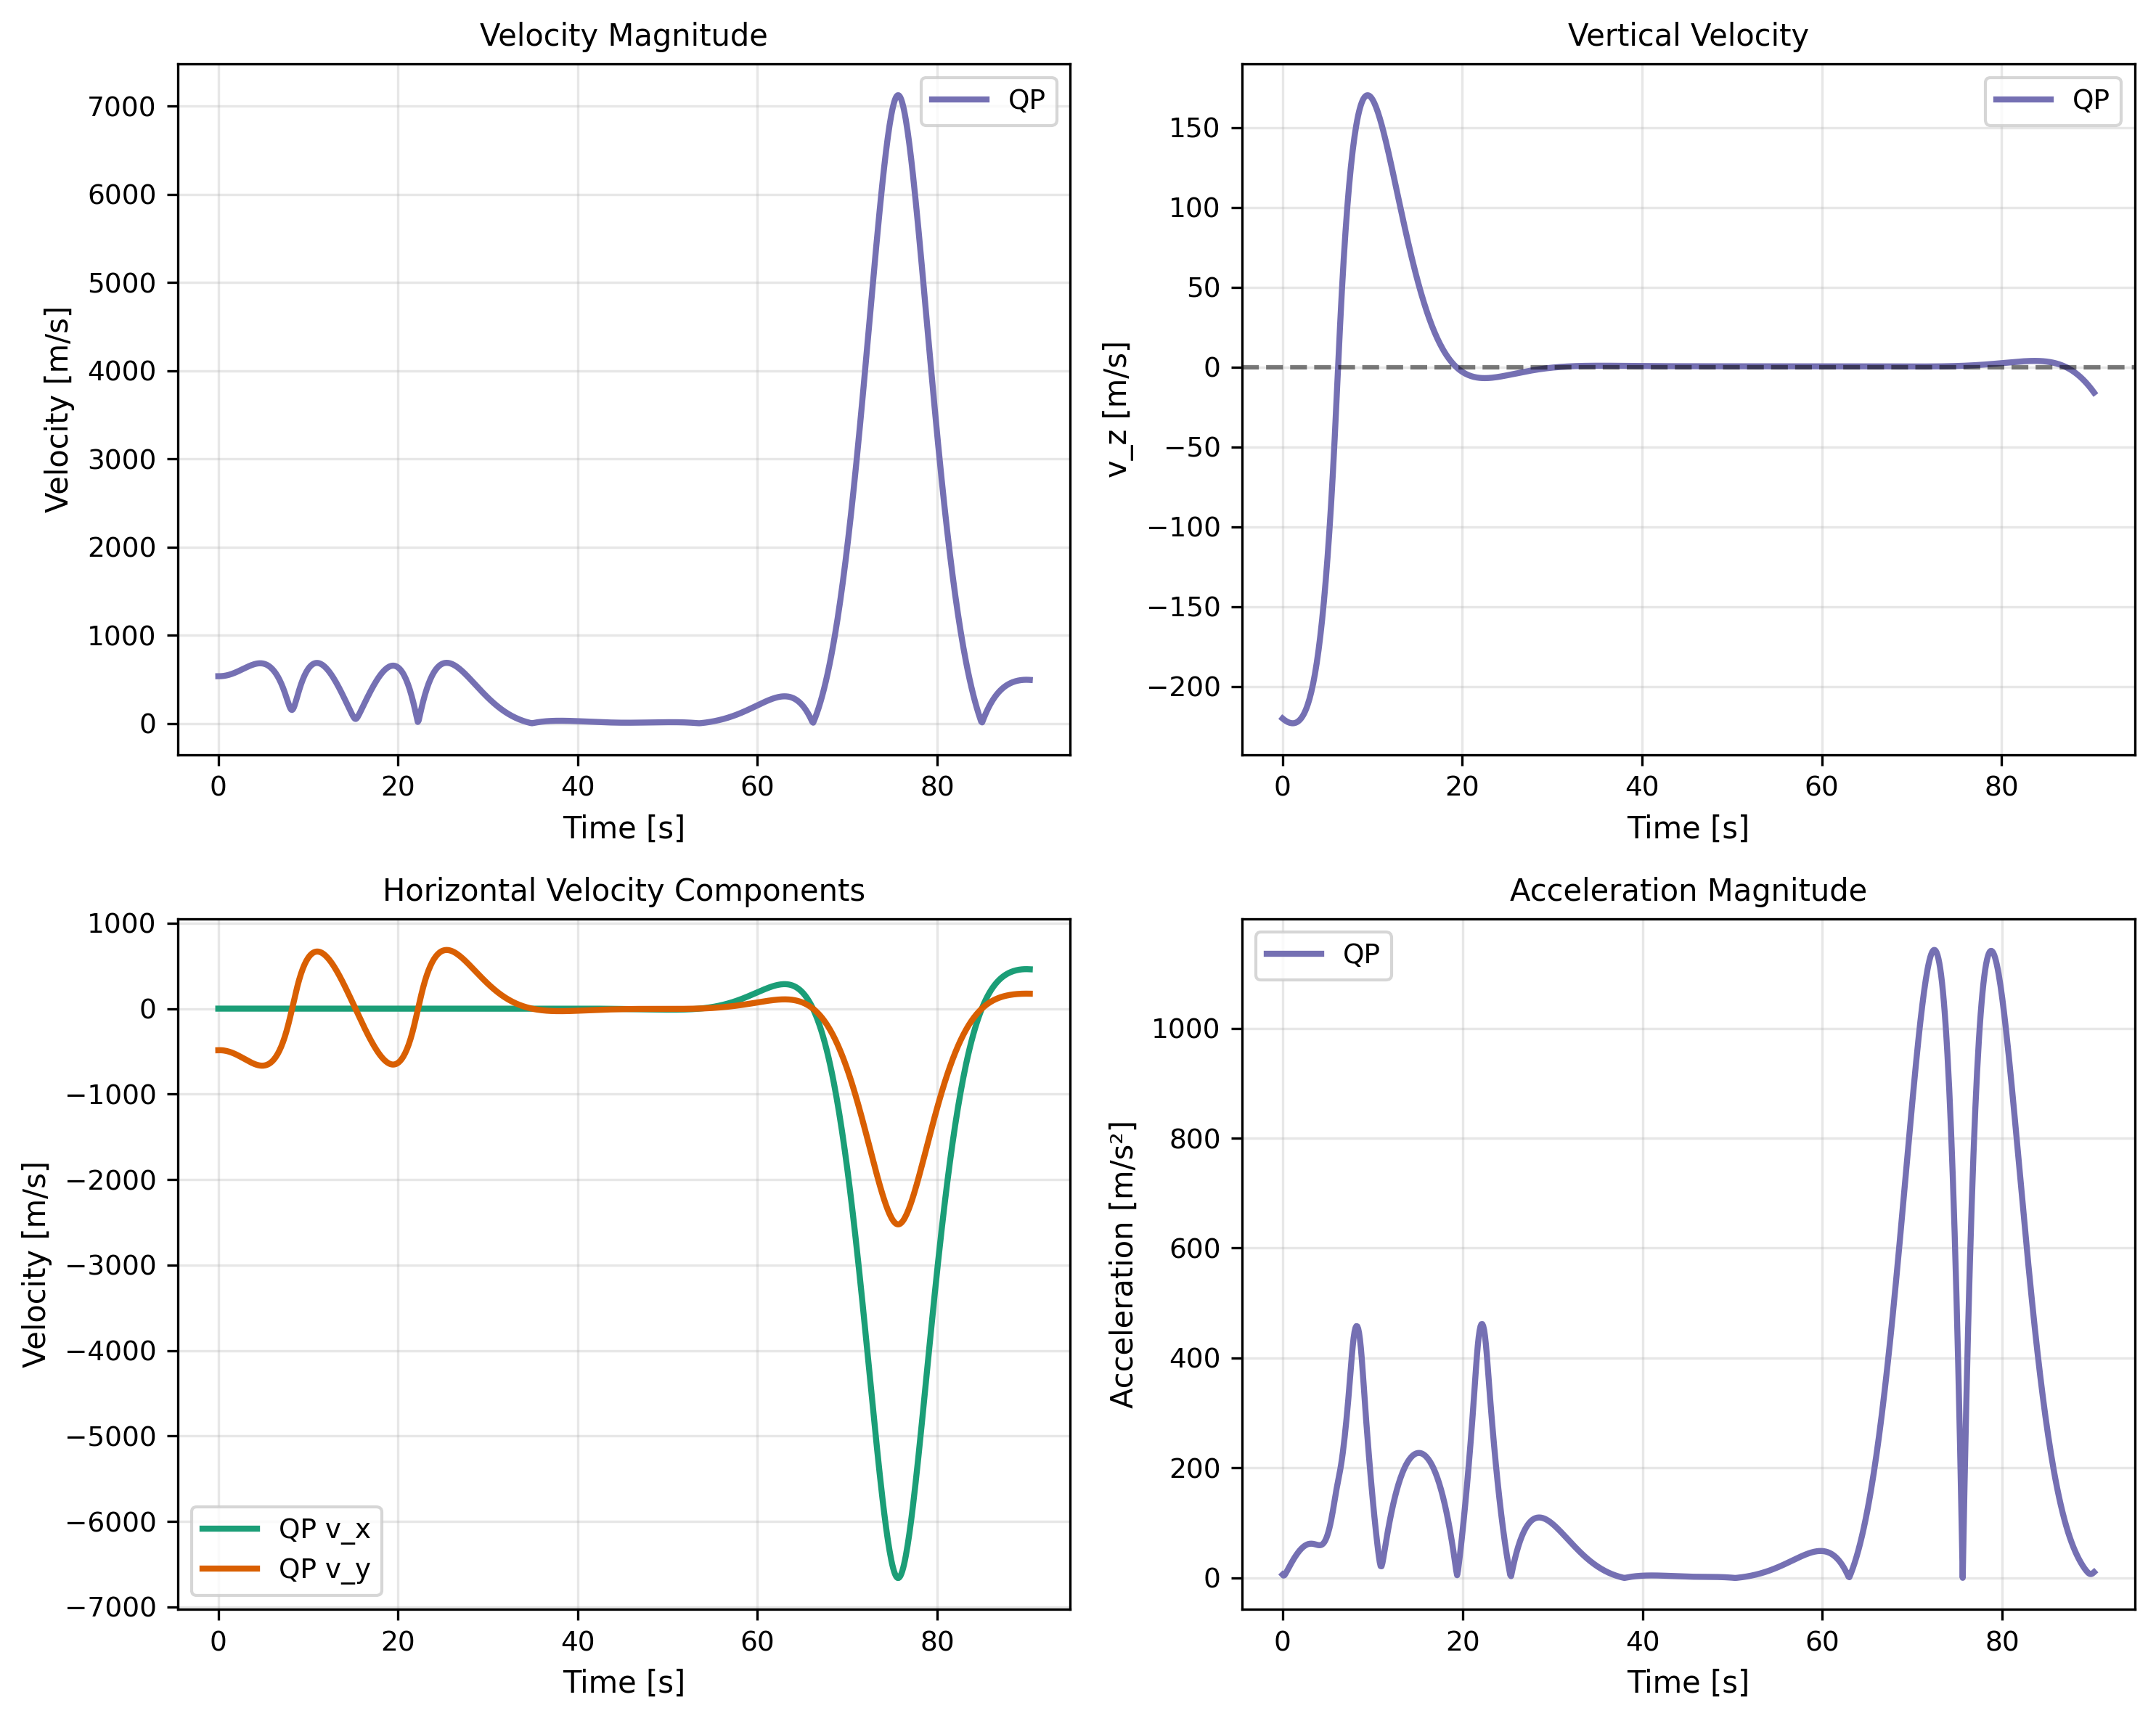 Velocity Magnitude
7000
6000
5000
4000
3000
2000
1000
0
Velocity [m/s]
QP
0 20 40 60 80
Time [s]
Vertical Velocity
150
100
50
0
−50
−100
−150
−200
v_z [m/s]
QP
0 20 40 60 80
Time [s]
Horizontal Velocity Components
1000
0
−1000
−2000
−3000
−4000
−5000
−6000
−7000
Velocity [m/s]
QP v_x
QP v_y
0 20 40 60 80
Time [s]
Acceleration Magnitude
1000
800
600
400
200
0
Acceleration [m/s²]
QP
0 20 40 60 80
Time [s]